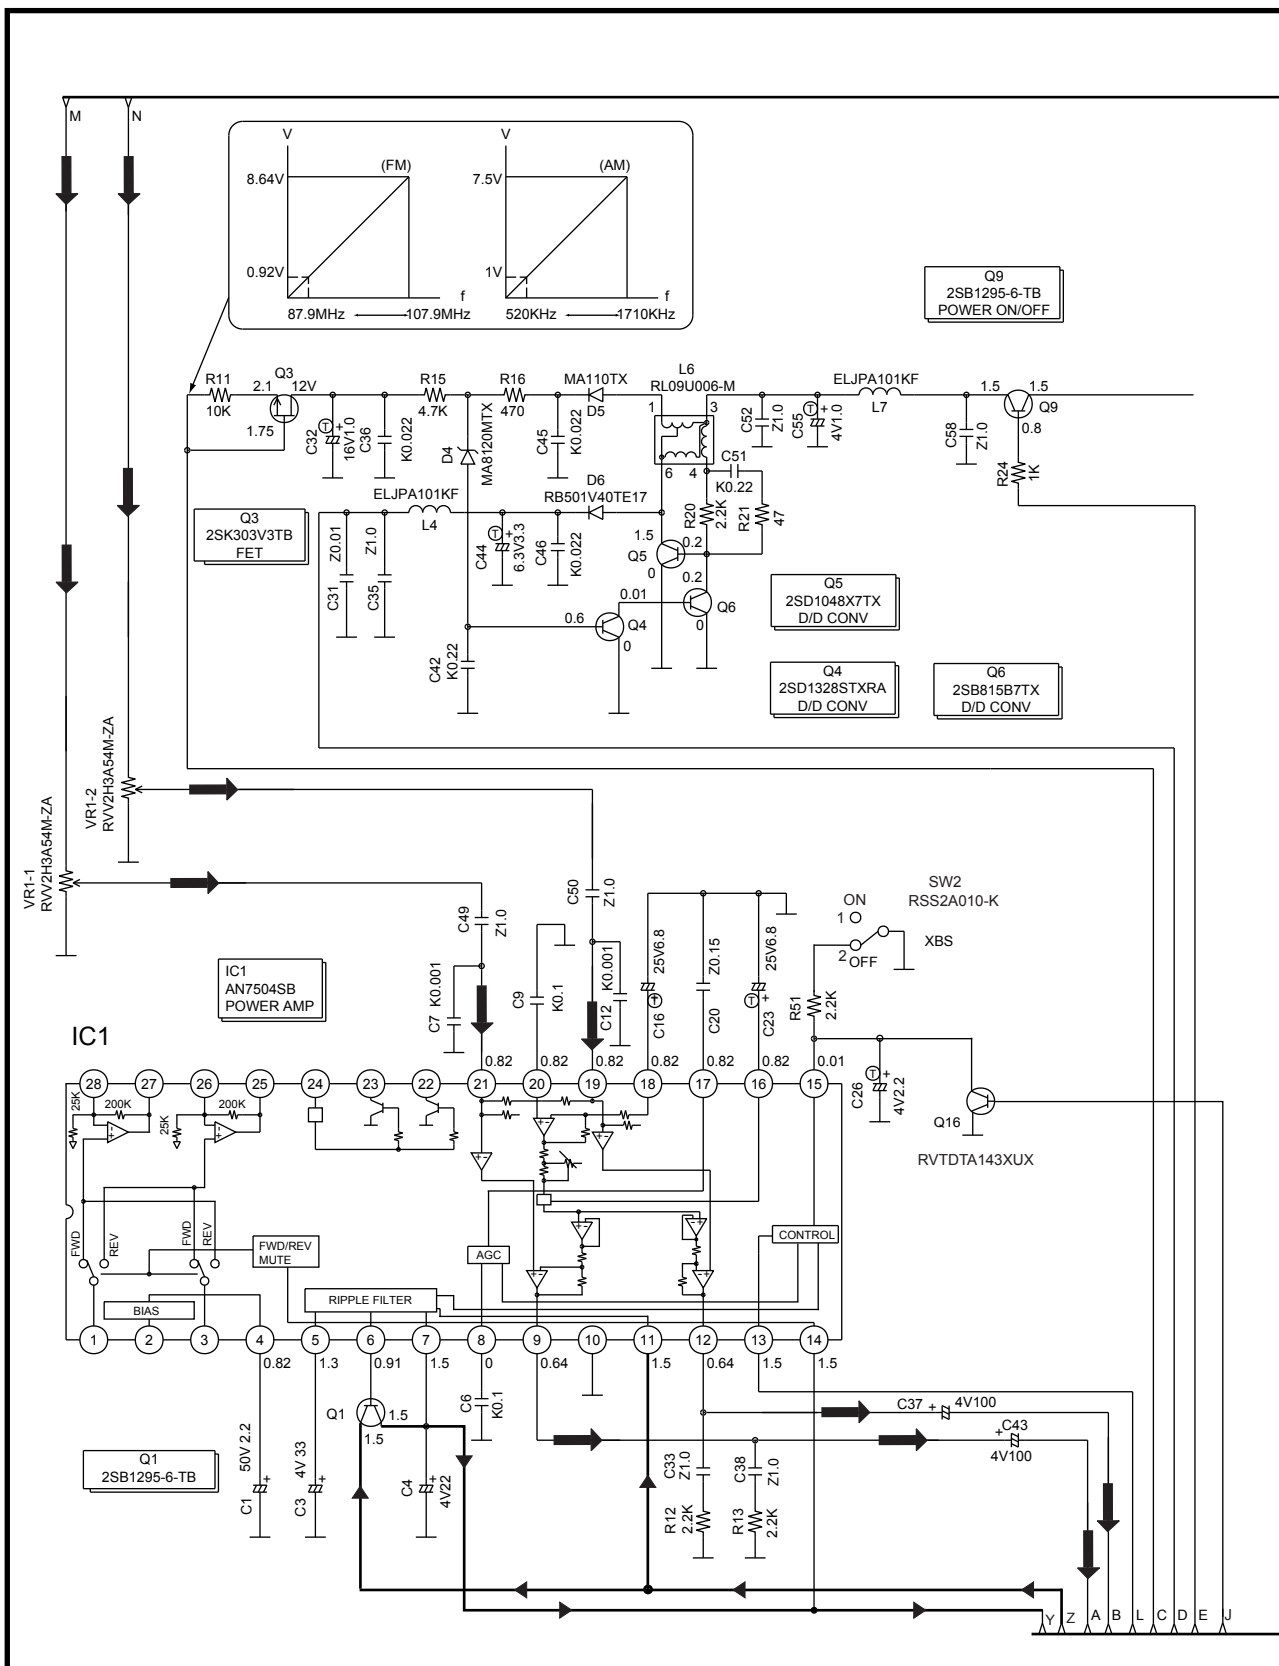 M N
V V
(FM) (AM)
8.64V 7.5V
0.92V 1V
f f
87.9MHz 107.9MHz 520KHz 1710KHz
Q9
2SB1295-6-TB
POWER ON/OFF
L6
RL09U006-M
R11 2.1 Q3 12V R15 R16 MA110TX ELJPA101KF
10K 4.7K 470 D5 1 3 L7 1.5 1.5 Q9
1.75 0.8
C32 T + 16V1.0
C36 K0.022
D4 MA8120MTX
C45 K0.022
C52 Z1.0
C55 T + 4V1.0
C58 Z1.0
R24 1K
6 4 C51
K0.22
ELJPA101KF
L4
D6
RB501V40TE17
R20 2.2K
R21 47
Q3
2SK303V3TB
FET
C31 Z0.01
C35 Z1.0
C44 T + 6.3V3.3
C46 K0.022
1.5 0.2
Q5
0 0.2
0.01 Q6
0.6 Q4 0
0
C42 K0.22
Q5
2SD1048X7TX
D/D CONV
Q4
2SD1328STXRA
D/D CONV
Q6
2SB815B7TX
D/D CONV
VR1-2
RVV2H3A54M-ZA
VR1-1
RVV2H3A54M-ZA
C49 Z1.0
C50 Z1.0
SW2
RSS2A010-K
ON
1
2 OFF
XBS
IC1
AN7504SB
POWER AMP
C7 K0.001
C9 K0.1
C12 K0.001
C16 T + 25V6.8
C20 Z0.15
C23 T + 25V6.8
R51 2.2K
IC1
0.82 0.82 0.82 0.82 0.82 0.82 0.01
28 27 26 25 24 23 22 21 20 19 18 17 16 15
C26 T + 4V2.2
Q16
RVTDTA143XUX
25K 200K 25K 200K
FWD REV FWD REV
FWD/REV
MUTE
AGC
CONTROL
BIAS
RIPPLE FILTER
1 2 3 4 5 6 7 8 9 10 11 12 13 14
0.82 1.3 0.91 1.5 0 0.64 1.5 0.64 1.5 1.5
Q1 1.5
1.5
C6 K0.1
C37 + 4V100
+ C43
4V100
Q1
2SB1295-6-TB
C1 + 50V 2.2
C3 + 4V 33
C4 + 4V22
C33 Z1.0
C38 Z1.0
R12 2.2K
R13 2.2K
Y Z A B L C D E J